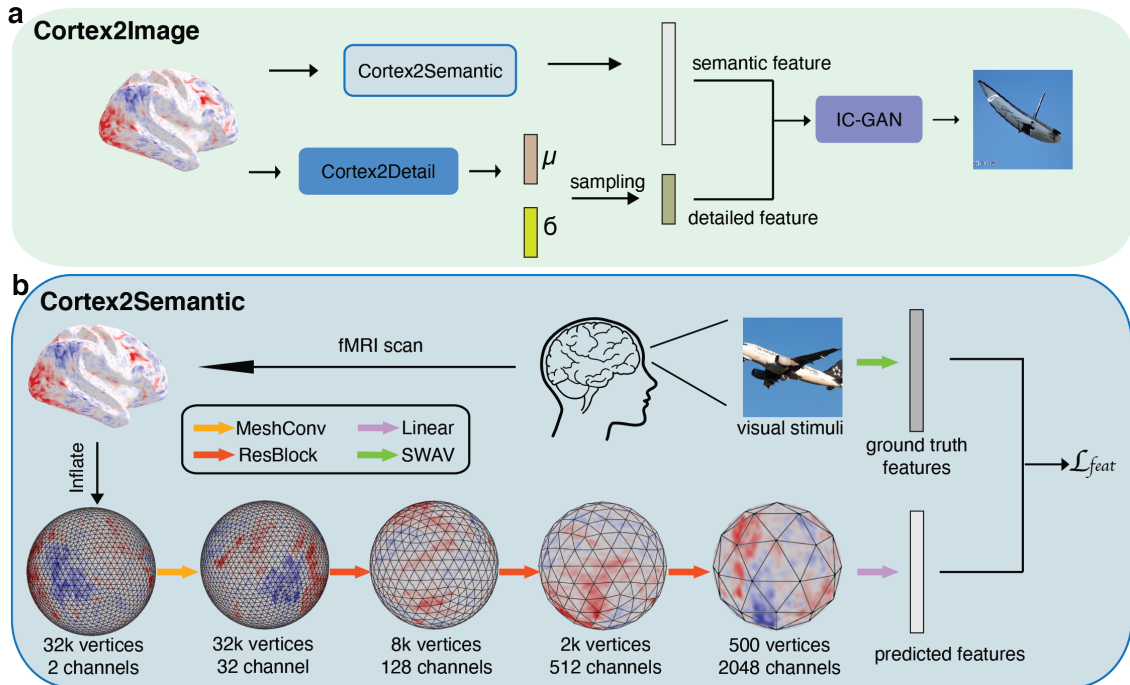 a
Cortex2Image
Cortex2Semantic
semantic feature
IC-GAN
Cortex2Detail
μ
sampling
б
detailed feature
b
Cortex2Semantic
fMRI scan
visual stimuli
ground truth
features
MeshConv
Linear
ResBlock
SWAV
Inflate
ℒfeat
32k vertices
2 channels
32k vertices
32 channel
8k vertices
128 channels
2k vertices
512 channels
500 vertices
2048 channels
predicted features